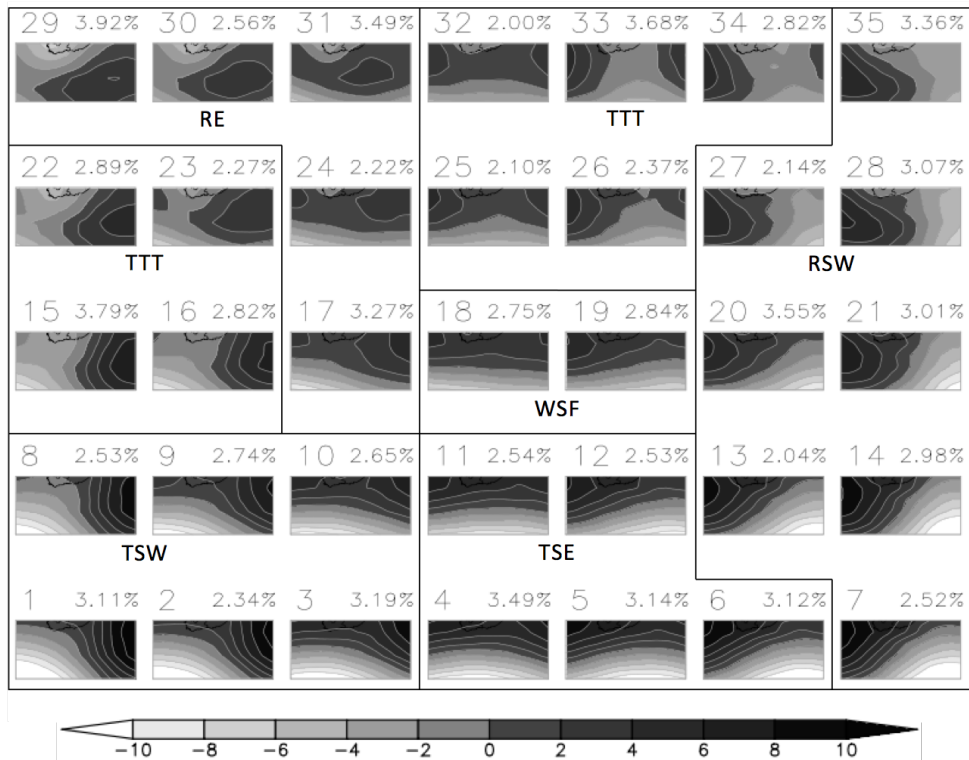 29 3.92% 30 2.56% 31 3.49% 32 2.00% 33 3.68% 34 2.82% 35 3.36%
RE TTT
22 2.89% 23 2.27% 24 2.22% 25 2.10% 26 2.37% 27 2.14% 28 3.07%
TTT RSW
15 3.79% 16 2.82% 17 3.27% 18 2.75% 19 2.84% 20 3.55% 21 3.01%
WSF
8 2.53% 9 2.74% 10 2.65% 11 2.54% 12 2.53% 13 2.04% 14 2.98%
TSW TSE
1 3.11% 2 2.34% 3 3.19% 4 3.49% 5 3.14% 6 3.12% 7 2.52%
−10 −8 −6 −4 −2 0 2 4 6 8 10